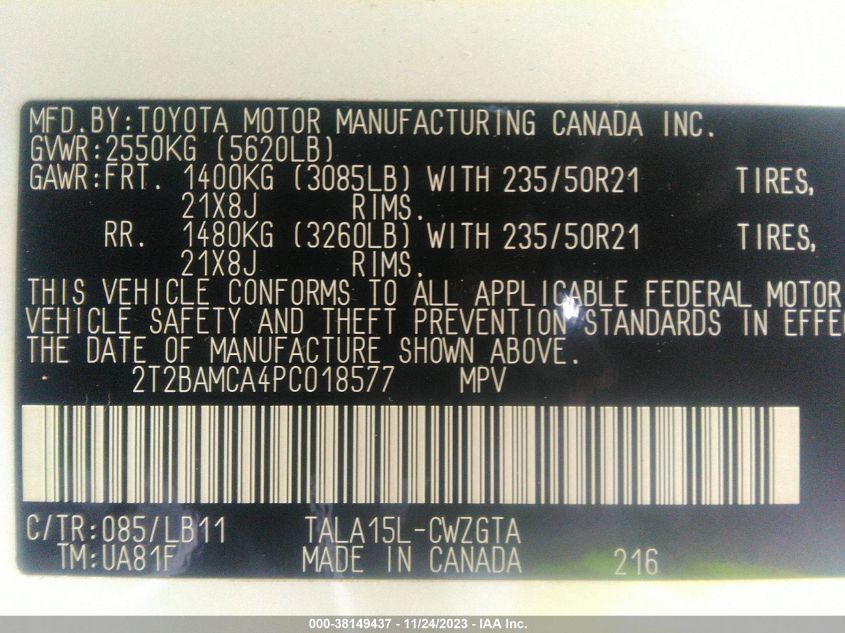 MFD.BY:TOYOTA MOTOR MANUFACTURING CANADA INC.
GVWR:2550KG (5620LB)
GAWR:FRT. 1400KG (3085LB) WITH 235/50R21 TIRES,
21X8J RIMS.
RR. 1480KG (3260LB) WITH 235/50R21 TIRES,
21X8J RIMS.
THIS VEHICLE CONFORMS TO ALL APPLICABLE FEDERAL MOTOR
VEHICLE SAFETY AND THEFT PREVENTION STANDARDS IN EFFE
THE DATE OF MANUFACTURE SHOWN ABOVE.
2T2BAMCA4PC018577 MPV
C/TR:085/LB11 TALA15L-CWZGTA
TM:UA81F MADE IN CANADA 216
000-38149437 - 11/24/2023 - IAA Inc.